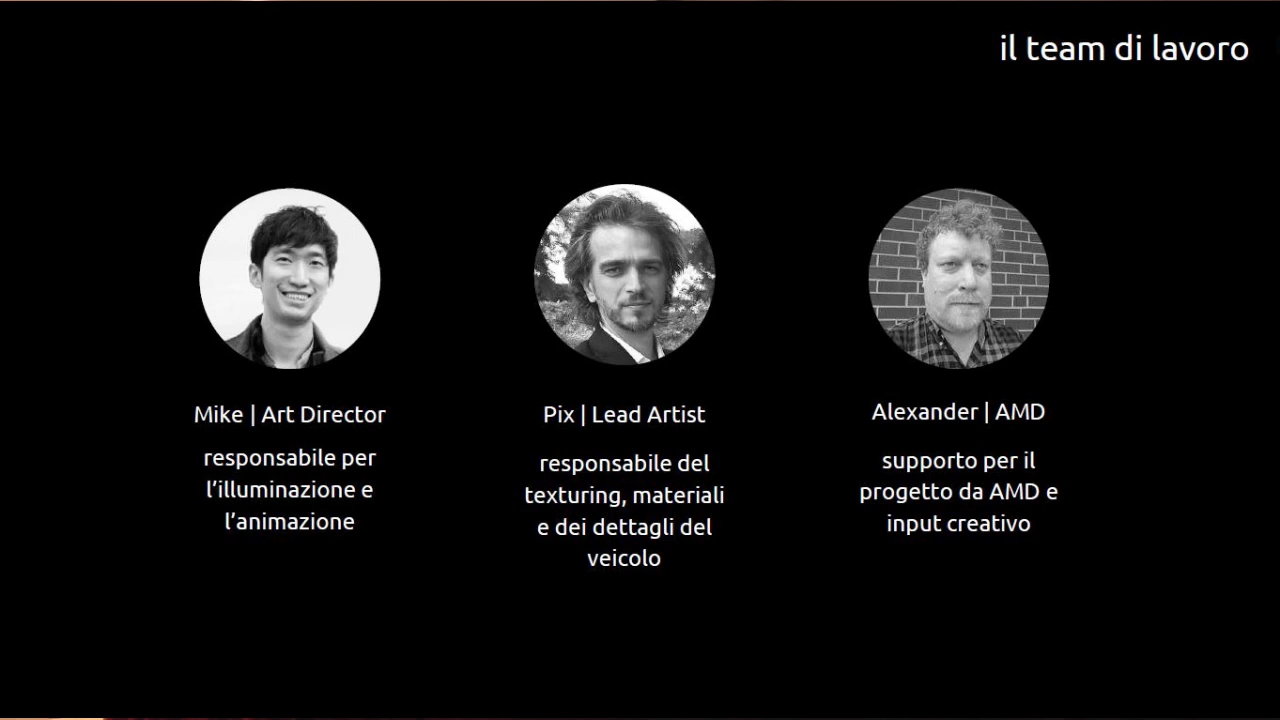 il team di lavoro
Mike | Art Director
responsabile per
l’illuminazione e
l’animazione
Pix | Lead Artist
responsabile del
texturing, materiali
e dei dettagli del
veicolo
Alexander | AMD
supporto per il
progetto da AMD e
input creativo